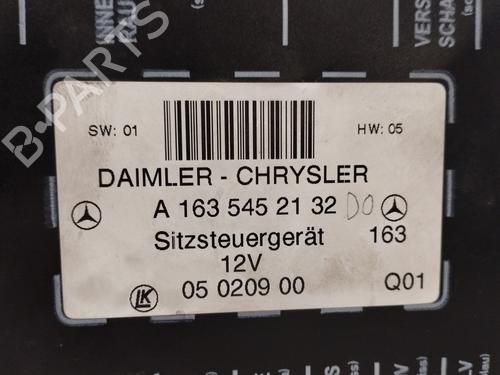 B-PARTS
SW: 01
HW: 05
DAIMLER - CHRYSLER
A 163 545 21 32 DO
Sitzsteuergerät 163
12V
LK
05 0209 00 Q01